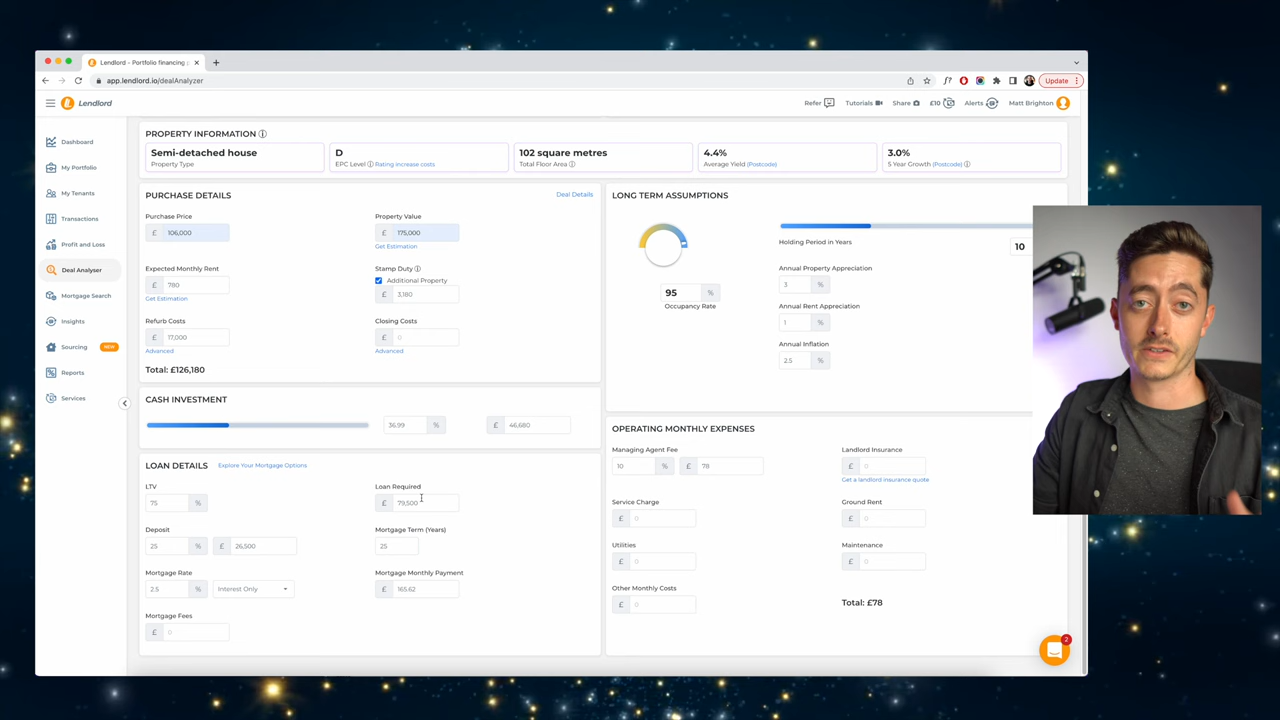 Lendlord - Portfolio financing
app.lendlord.io/dealAnalyzer
Update
Lendlord
Refer
Tutorials
Share
£10
Alerts
Matt Brighton
Dashboard
My Portfolio
My Tenants
Transactions
Profit and Loss
Deal Analyser
Mortgage Search
Insights
Sourcing
NEW
Reports
Services
PROPERTY INFORMATION
Semi-detached house
Property Type
D
EPC Level Rating increase costs
102 square metres
Total Floor Area
4.4%
Average Yield (Postcode)
3.0%
5 Year Growth (Postcode)
PURCHASE DETAILS
Deal Details
Purchase Price
£ 106,000
Property Value
£ 175,000
Get Estimation
Expected Monthly Rent
£ 780
Get Estimation
Stamp Duty
Additional Property
£ 3,180
Refurb Costs
£ 17,000
Advanced
Closing Costs
£ 0
Advanced
Total: £126,180
CASH INVESTMENT
36.99 %
£ 46,680
LOAN DETAILS
Explore Your Mortgage Options
LTV
75 %
Loan Required
£ 79,500
Deposit
25 % £ 26,500
Mortgage Term (Years)
25
Mortgage Rate
2.5 % Interest Only
Mortgage Monthly Payment
£ 165.62
Mortgage Fees
£ 0
LONG TERM ASSUMPTIONS
95 %
Occupancy Rate
Holding Period in Years
10
Annual Property Appreciation
3 %
Annual Rent Appreciation
1 %
Annual Inflation
2.5 %
OPERATING MONTHLY EXPENSES
Managing Agent Fee
10 % £ 78
Landlord Insurance
£ 0
Get a landlord insurance quote
Service Charge
£ 0
Ground Rent
£ 0
Utilities
£ 0
Maintenance
£ 0
Other Monthly Costs
£ 0
Total: £78
2